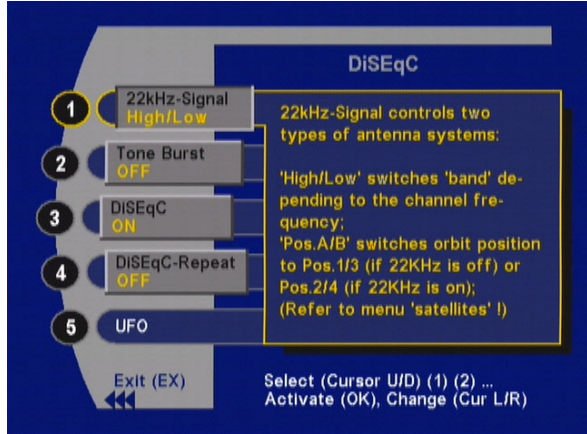 DiSEqC
1
22kHz-Signal
High/Low
2
Tone Burst
OFF
3
DiSEqC
ON
4
DiSEqC-Repeat
OFF
5
UFO
22kHz-Signal controls two
types of antenna systems:
'High/Low' switches 'band' de-
pending to the channel fre-
quency;
'Pos.A/B' switches orbit position
to Pos.1/3 (if 22KHz is off) or
Pos.2/4 (if 22KHz is on);
(Refer to menu 'satellites' !)
Exit (EX)
Select (Cursor U/D) (1) (2) ...
Activate (OK), Change (Cur L/R)